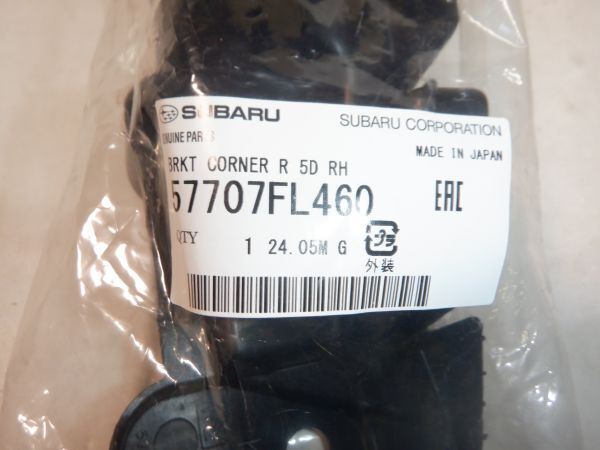 SUBARU
SUBARU CORPORATION
GENUINE PARTS
MADE IN JAPAN
BRKT CORNER R 5D RH
57707FL460
EAC
QTY 1 24.05M G
プラ
外装